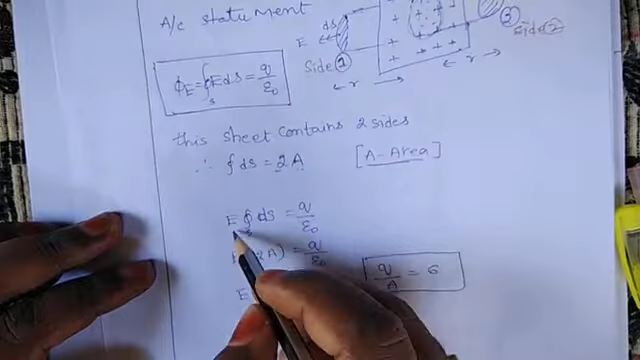 A/c statement
ds
E
Side ①
②
side ②
← r →
← r →
ϕE = ∮s E ds = q/ε0
this sheet contains 2 sides
∴ ∮ ds = 2A [A - Area]
E ∮s ds = q/ε0
2A) = q/ε0
q/A = 6
E